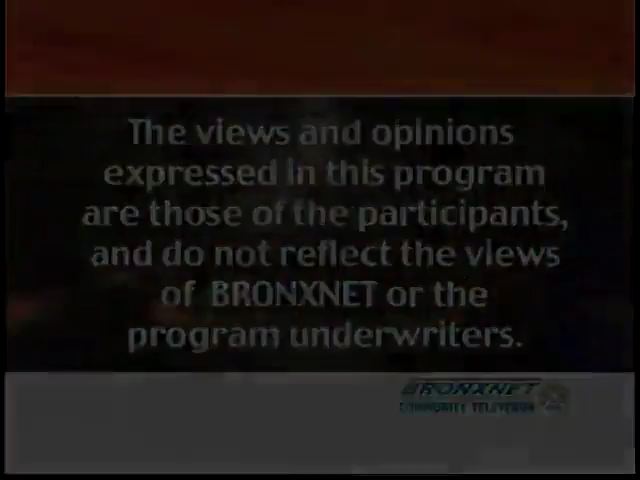 The views and opinions
expressed in this program
are those of the participants,
and do not reflect the views
of BRONXNET or the
program underwriters.
BRONXNET
COMMUNITY TELEVISION